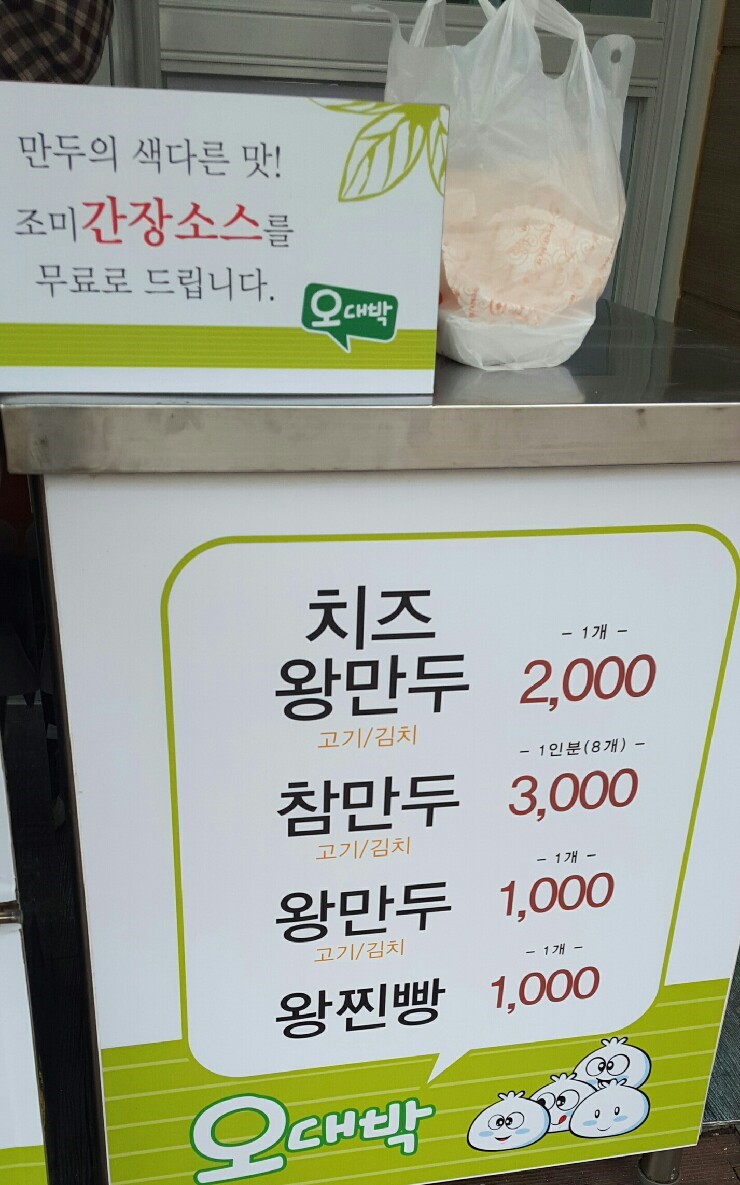 만두의 색다른 맛!
조미간장소스를
무료로 드립니다.
오대박
치즈
왕만두
- 1개 -
2,000
고기/김치
참만두
- 1인분(8개) -
3,000
고기/김치
왕만두
- 1개 -
1,000
고기/김치
왕찐빵
- 1개 -
1,000
오대박